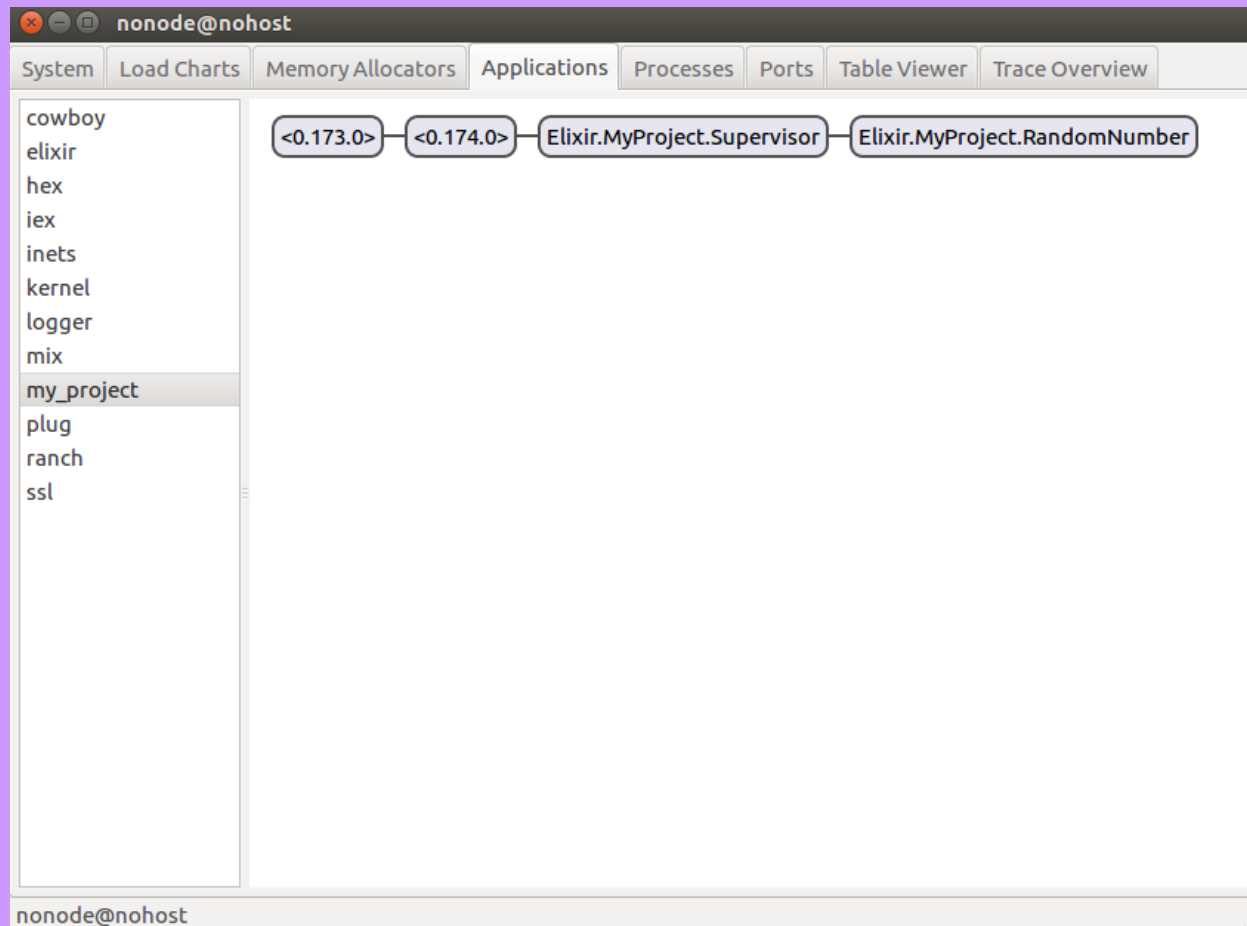 nonode@nohost
System Load Charts Memory Allocators Applications Processes Ports Table Viewer Trace Overview
cowboy
elixir
hex
iex
inets
kernel
logger
mix
my_project
plug
ranch
ssl
<0.173.0> <0.174.0> Elixir.MyProject.Supervisor Elixir.MyProject.RandomNumber
nonode@nohost